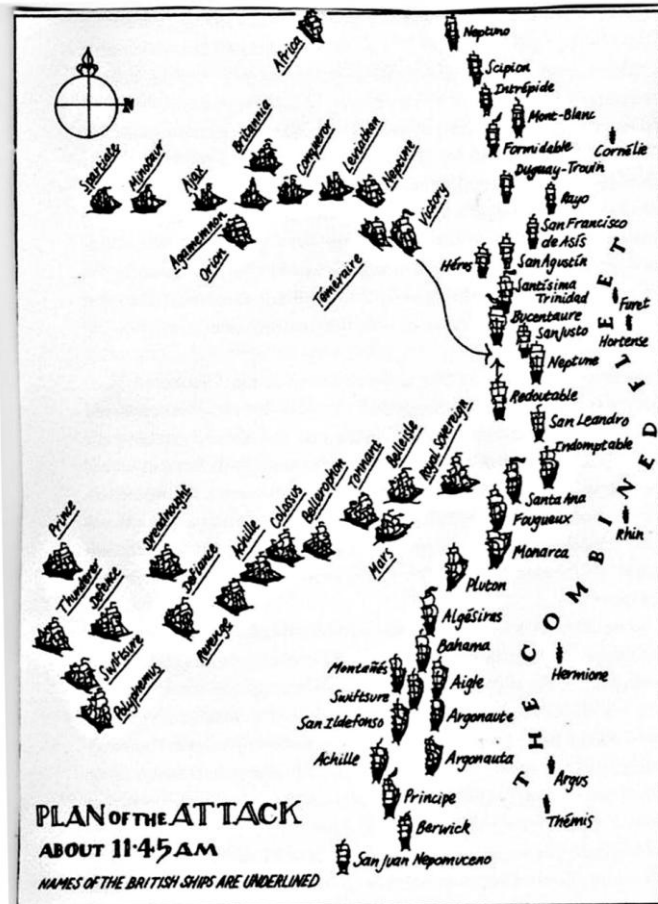 Africa
Neptuno
Scipion
Intrépide
Mont-Blanc
Formidable
Cornélie
N
Spartiate
Minotaur
Ajax
Britannia
Conqueror
Leviathan
Neptune
Victory
Agamemnon
Orion
Téméraire
Duguay-Trouin
Rayo
San Francisco
de Asís
Héros
San Agustín
Santísima
Trinidad
Furet
Bucentaure
San Justo
Hortense
Neptune
Redoutable
San Leandro
Indomptable
Santa Ana
Fougueux
Rhin
Monarca
Prince
Dreadnought
Achille
Colossus
Bellerophon
Tonnant
Belleisle
Royal Sovereign
Mars
Thunderer
Defence
Defiance
Revenge
Swiftsure
Polyphemus
Pluton
Algésires
Bahama
Montañés
Aigle
Hermione
Swiftsure
San Ildefonso
Argonaute
Achille
Argonauta
Argus
Principe
Thémis
Berwick
San Juan Nepomuceno
THE COMBINED FLEET
PLAN OF THE ATTACK
ABOUT 11·45 AM
NAMES OF THE BRITISH SHIPS ARE UNDERLINED